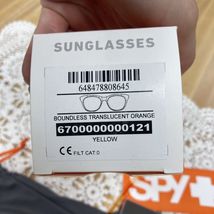 SUNGLASSES
648478808645
BOUNDLESS TRANSLUCENT ORANGE
6700000000121
YELLOW
CE FILT.CAT.0
SPY+